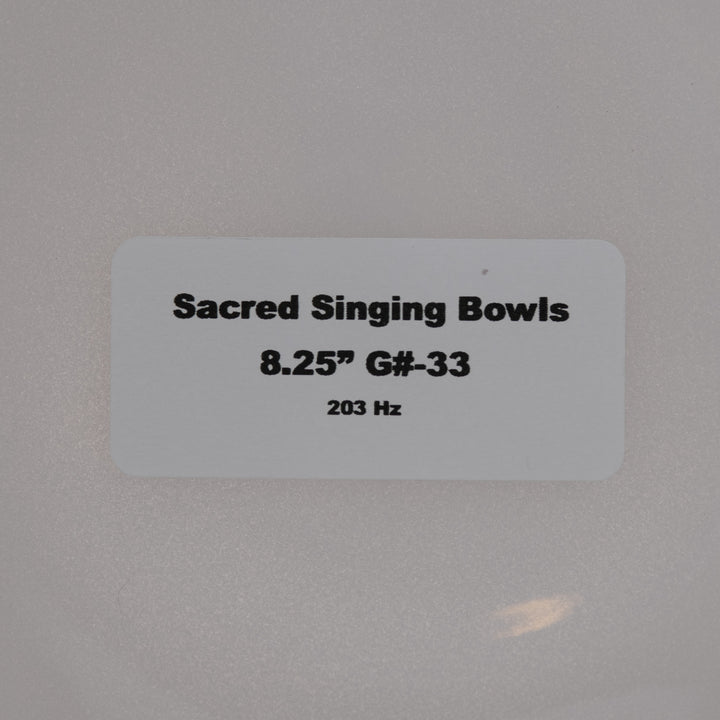 Sacred Singing Bowls
8.25” G#-33
203 Hz